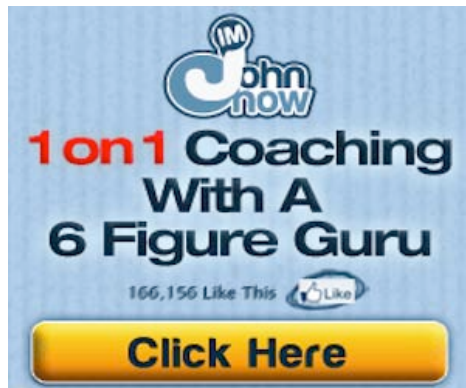 IM
John
now
1 on 1 Coaching
With A
6 Figure Guru
166,156 Like This Like
Click Here